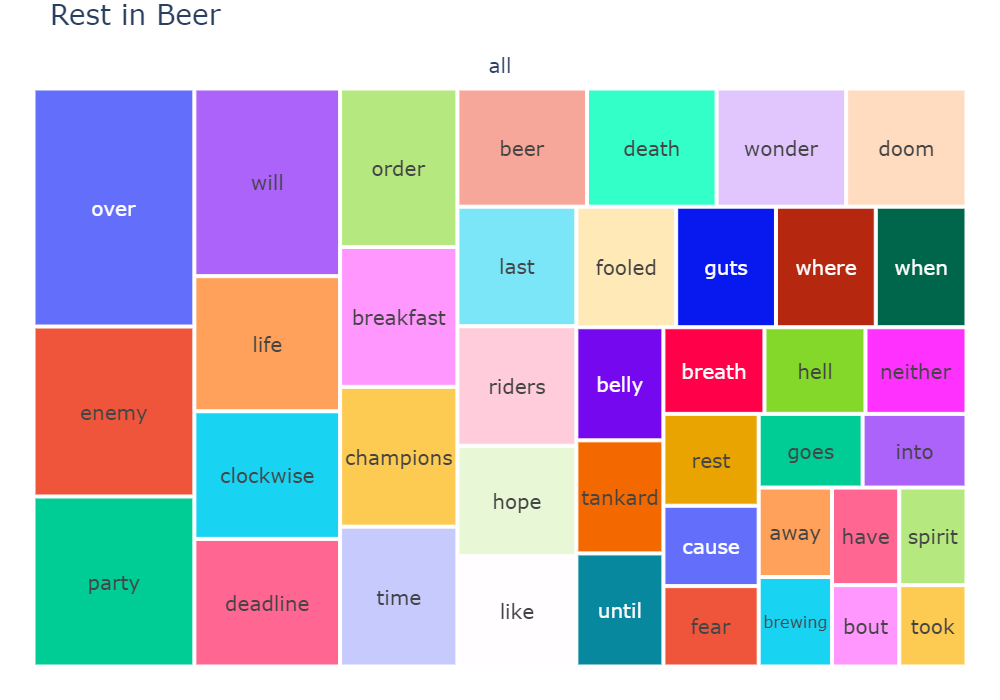 Rest in Beer
all
over
enemy
party
will
life
clockwise
deadline
order
breakfast
champions
time
beer
death
wonder
doom
last
riders
hope
like
fooled
guts
where
when
belly
tankard
until
breath
hell
neither
rest
cause
fear
goes
into
away
brewing
have
spirit
bout
took